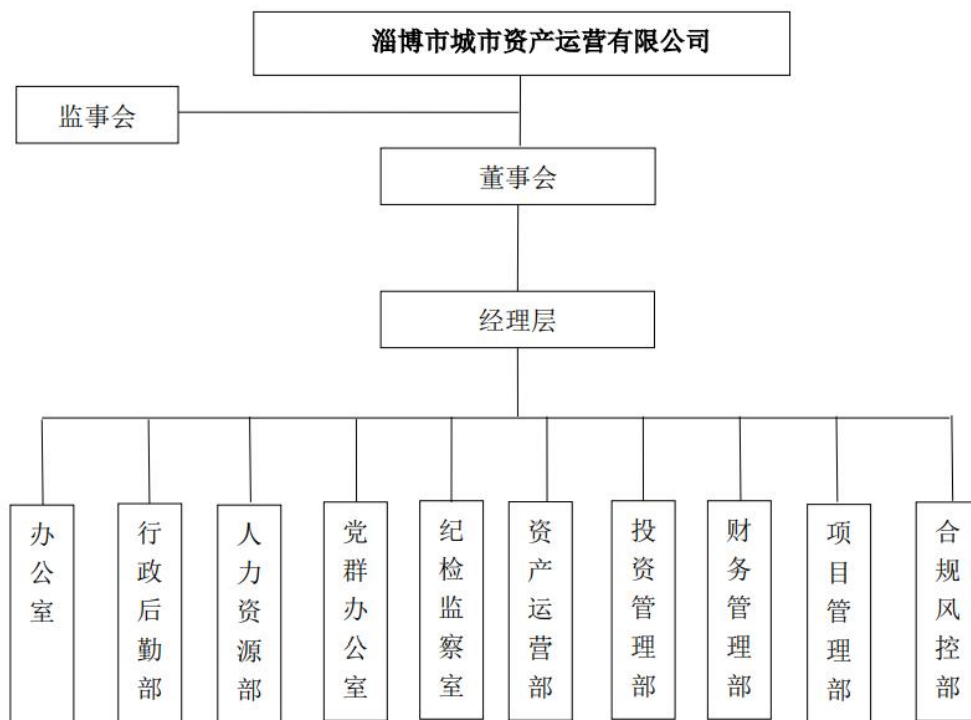 淄博市城市资产运营有限公司
监事会
董事会
经理层
办公室
行政后勤部
人力资源部
党群办公室
纪检监察室
资产运营部
投资管理部
财务管理部
项目管理部
合规风控部